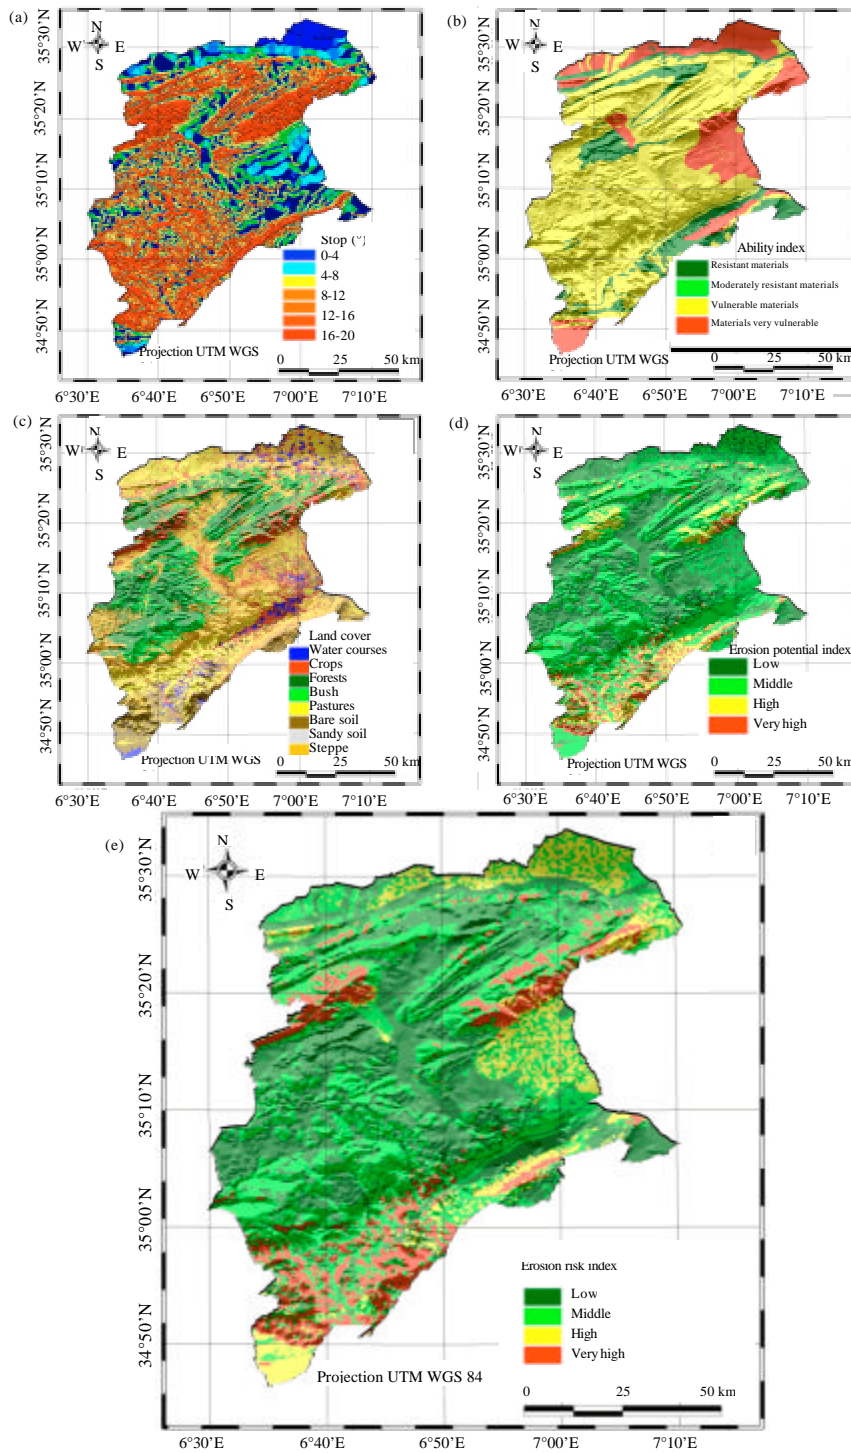 (a)
N
W E
S
35°30'N
35°20'N
35°10'N
35°00'N
34°50'N
Stop (°)
0-4
4-8
8-12
12-16
16-20
Projection UTM WGS
0 25 50 km
6°30'E 6°40'E 6°50'E 7°00'E 7°10'E
(b)
35°30'N
35°20'N
35°10'N
35°00'N
34°50'N
Ability index
Resistant materials
Moderately resistant materials
Vulnerable materials
Materials very vulnerable
Projection UTM WGS
0 25 50 km
6°30'E 6°40'E 6°50'E 7°00'E 7°10'E
(c)
N
W E
S
35°30'N
35°20'N
35°10'N
35°00'N
34°50'N
Land cover
Water courses
Crops
Forests
Bush
Pastures
Bare soil
Sandy soil
Steppe
Projection UTM WGS
0 25 50 km
6°30'E 6°40'E 6°50'E 7°00'E 7°10'E
(d)
N
W E
S
35°30'N
35°20'N
35°10'N
35°00'N
34°50'N
Erosion potential index
Low
Middle
High
Very high
Projection UTM WGS
0 25 50 km
6°30'E 6°40'E 6°50'E 7°00'E 7°10'E
(e)
N
W E
S
35°30'N
35°20'N
35°10'N
35°00'N
34°50'N
Erosion risk index
Low
Middle
High
Very high
Projection UTM WGS 84
0 25 50 km
6°30'E 6°40'E 6°50'E 7°00'E 7°10'E